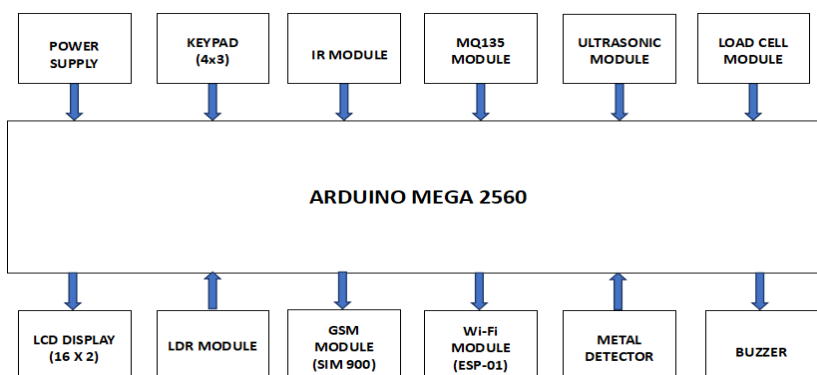 POWER
SUPPLY
KEYPAD
(4x3)
IR MODULE
MQ135
MODULE
ULTRASONIC
MODULE
LOAD CELL
MODULE
ARDUINO MEGA 2560
LCD DISPLAY
(16 X 2)
LDR MODULE
GSM
MODULE
(SIM 900)
Wi-Fi
MODULE
(ESP-01)
METAL
DETECTOR
BUZZER